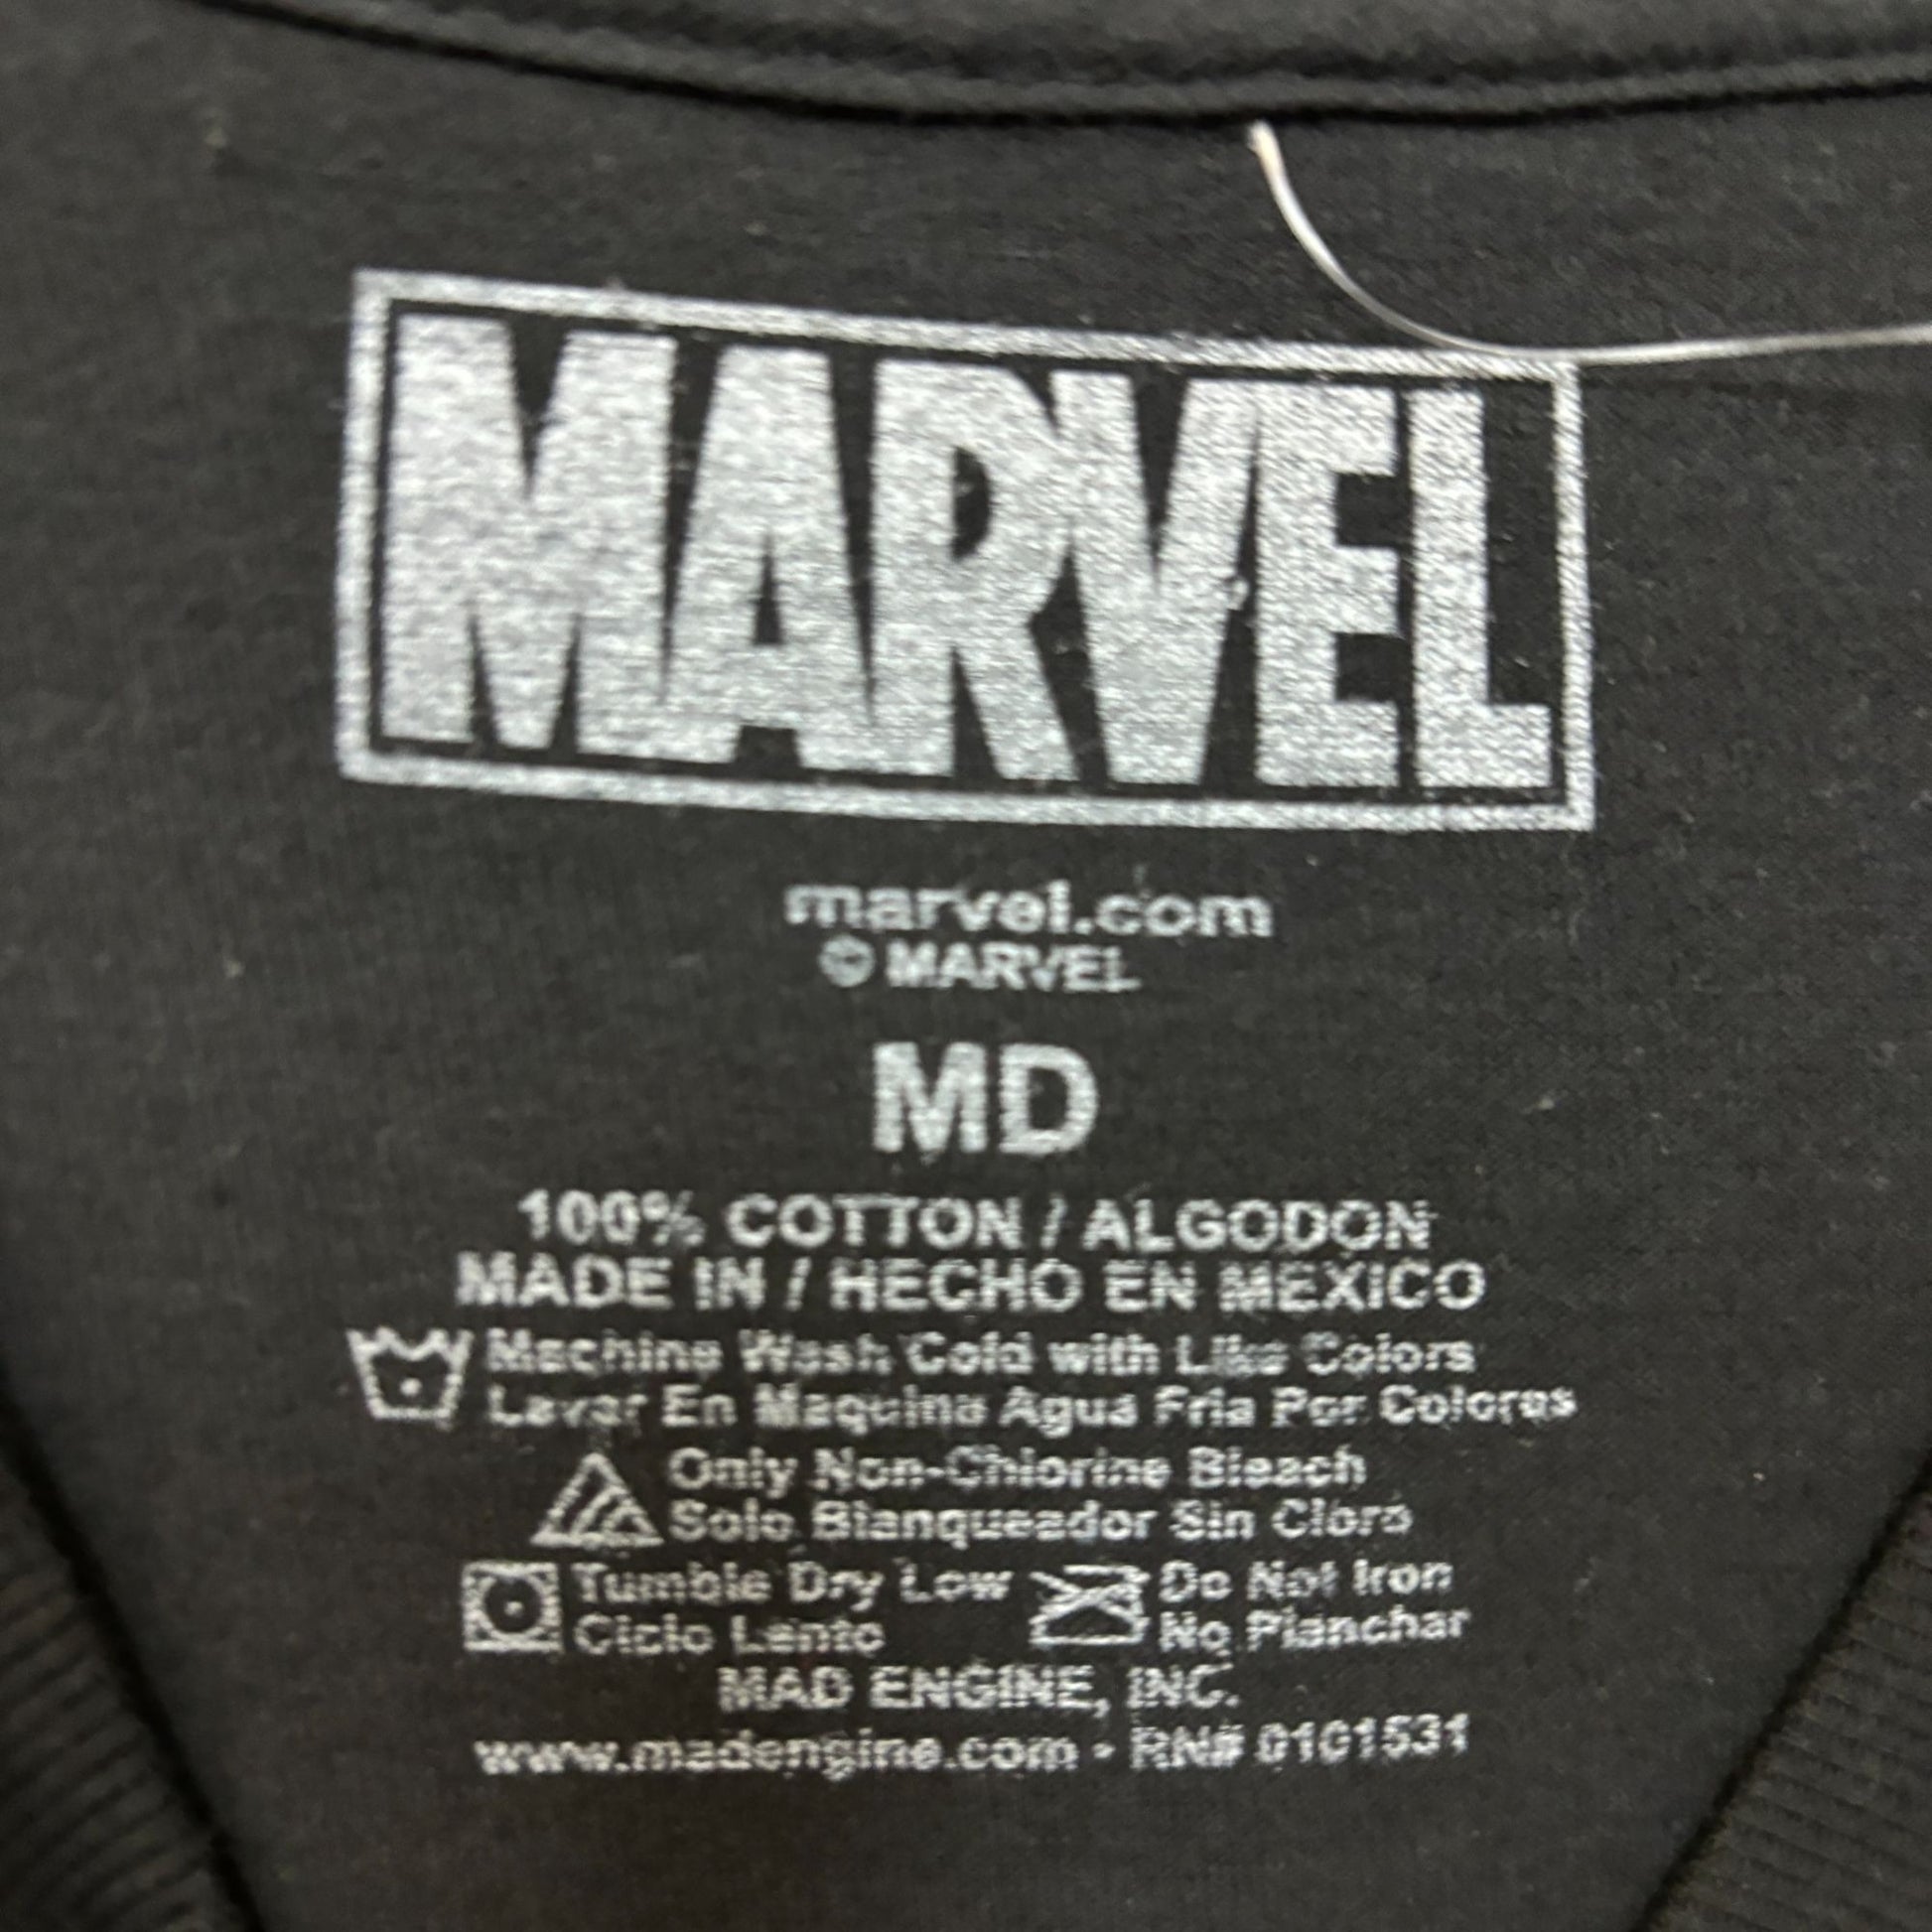 MARVEL
marvel.com
© MARVEL
MD
100% COTTON / ALGODON
MADE IN / HECHO EN MEXICO
Machine Wash Cold with Like Colors
Lavar En Maquina Agua Fria Por Colores
Only Non-Chlorine Bleach
Solo Blanqueador Sin Cloro
Tumble Dry Low
Ciclo Lento
Do Not Iron
No Planchar
MAD ENGINE, INC.
www.madengine.com • RN# 0101531